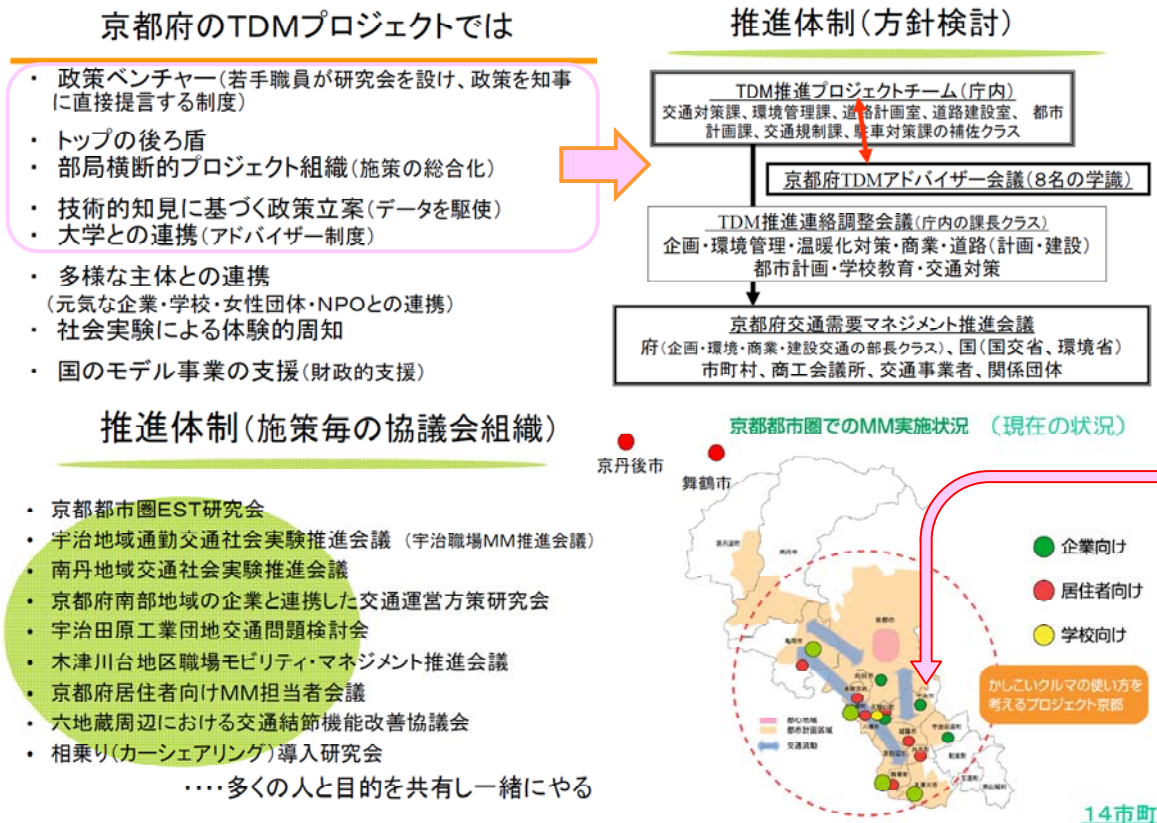 京都府のTDMプロジェクトでは
・ 政策ベンチャー(若手職員が研究会を設け、政策を知事
に直接提言する制度)
・ トップの後ろ盾
・ 部局横断的プロジェクト組織(施策の総合化)
・ 技術的知見に基づく政策立案(データを駆使)
・ 大学との連携(アドバイザー制度)
・ 多様な主体との連携
(元気な企業・学校・女性団体・NPOとの連携)
・ 社会実験による体験的周知
・ 国のモデル事業の支援(財政的支援)
推進体制(方針検討)
TDM推進プロジェクトチーム(庁内)
交通対策課、環境管理課、道路計画室、道路建設室、 都市
計画課、交通規制課、駐車対策課の補佐クラス
京都府TDMアドバイザー会議(8名の学識)
TDM推進連絡調整会議(庁内の課長クラス)
企画・環境管理・温暖化対策・商業・道路(計画・建設)
都市計画・学校教育・交通対策
京都府交通需要マネジメント推進会議
府(企画・環境・商業・建設交通の部長クラス)、国(国交省、環境省)
市町村、商工会議所、交通事業者、関係団体
推進体制(施策毎の協議会組織)
・ 京都都市圏EST研究会
・ 宇治地域通勤交通社会実験推進会議 (宇治職場MM推進会議)
・ 南丹地域交通社会実験推進会議
・ 京都府南部地域の企業と連携した交通運営方策研究会
・ 宇治田原工業団地交通問題検討会
・ 木津川台地区職場モビリティ・マネジメント推進会議
・ 京都府居住者向けMM担当者会議
・ 六地蔵周辺における交通結節機能改善協議会
・ 相乗り(カーシェアリング)導入研究会
‥‥多くの人と目的を共有し一緒にやる
京都都市圏でのMM実施状況 (現在の状況)
京丹後市
舞鶴市
企業向け
居住者向け
学校向け
京都市
亀岡市
かしこいクルマの使い方を
考えるプロジェクト京都
都心地域
都市計画区域
交通流動
14市町